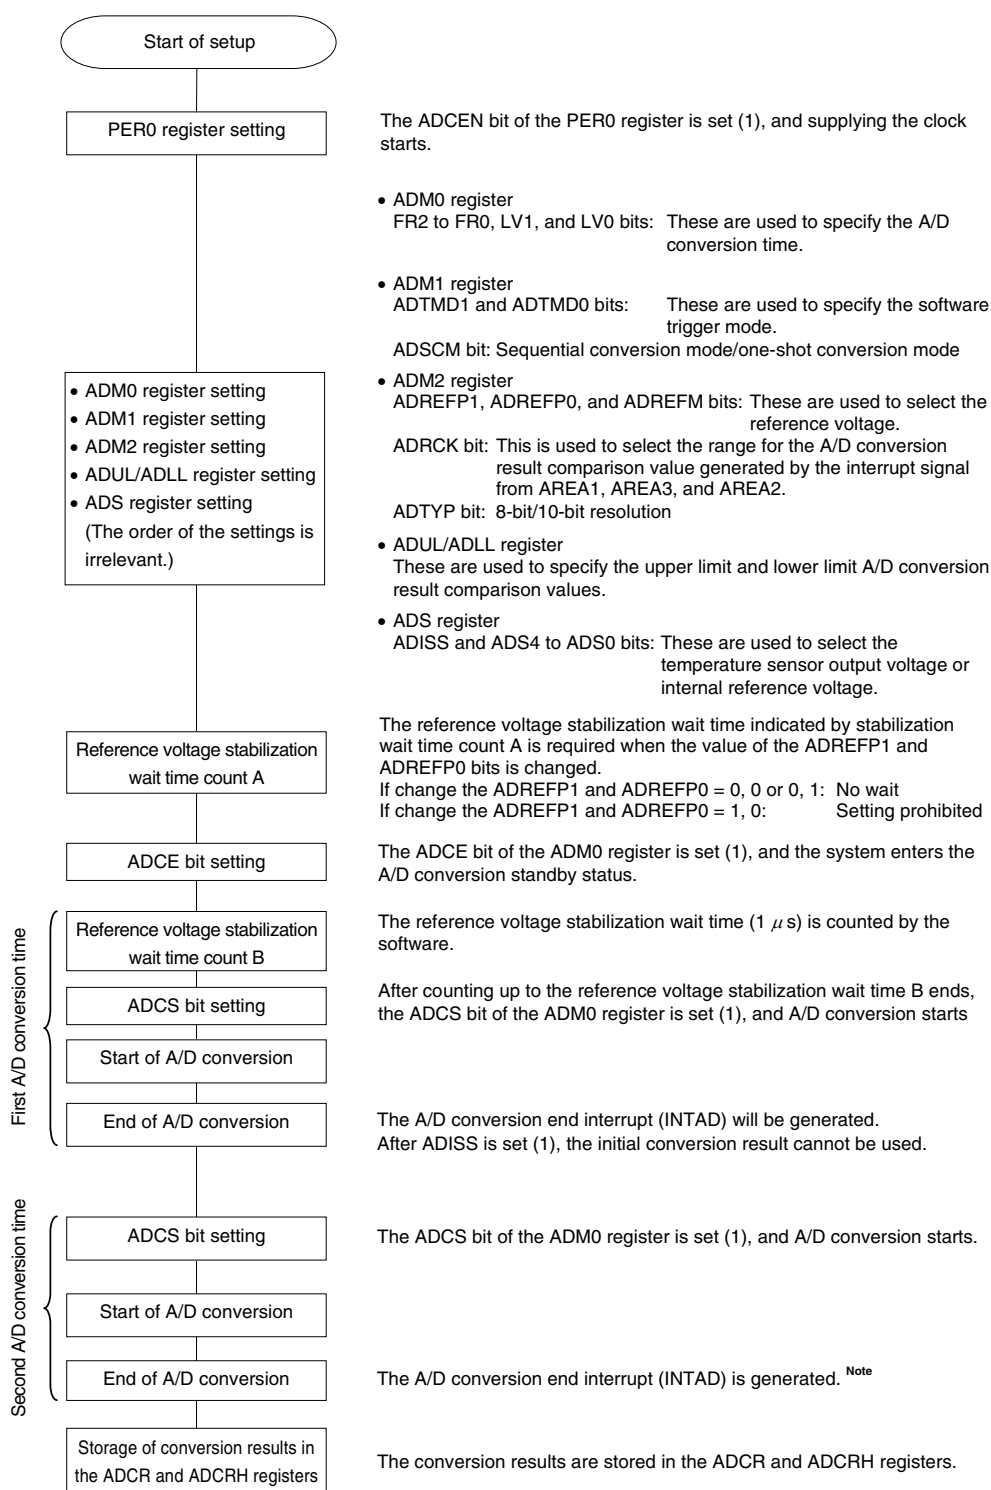 Start of setup
PER0 register setting
The ADCEN bit of the PER0 register is set (1), and supplying the clock
starts.
• ADM0 register
FR2 to FR0, LV1, and LV0 bits: These are used to specify the A/D
conversion time.
• ADM1 register
ADTMD1 and ADTMD0 bits: These are used to specify the software
trigger mode.
ADSCM bit: Sequential conversion mode/one-shot conversion mode
• ADM0 register setting
• ADM1 register setting
• ADM2 register setting
• ADUL/ADLL register setting
• ADS register setting
(The order of the settings is
irrelevant.)
• ADM2 register
ADREFP1, ADREFP0, and ADREFM bits: These are used to select the
reference voltage.
ADRCK bit: This is used to select the range for the A/D conversion
result comparison value generated by the interrupt signal
from AREA1, AREA3, and AREA2.
ADTYP bit: 8-bit/10-bit resolution
• ADUL/ADLL register
These are used to specify the upper limit and lower limit A/D conversion
result comparison values.
• ADS register
ADISS and ADS4 to ADS0 bits: These are used to select the
temperature sensor output voltage or
internal reference voltage.
Reference voltage stabilization
wait time count A
The reference voltage stabilization wait time indicated by stabilization
wait time count A is required when the value of the ADREFP1 and
ADREFP0 bits is changed.
If change the ADREFP1 and ADREFP0 = 0, 0 or 0, 1: No wait
If change the ADREFP1 and ADREFP0 = 1, 0: Setting prohibited
ADCE bit setting
The ADCE bit of the ADM0 register is set (1), and the system enters the
A/D conversion standby status.
First A/D conversion time
Reference voltage stabilization
wait time count B
The reference voltage stabilization wait time (1 μ s) is counted by the
software.
ADCS bit setting
After counting up to the reference voltage stabilization wait time B ends,
the ADCS bit of the ADM0 register is set (1), and A/D conversion starts
Start of A/D conversion
End of A/D conversion
The A/D conversion end interrupt (INTAD) will be generated.
After ADISS is set (1), the initial conversion result cannot be used.
Second A/D conversion time
ADCS bit setting
The ADCS bit of the ADM0 register is set (1), and A/D conversion starts.
Start of A/D conversion
End of A/D conversion
The A/D conversion end interrupt (INTAD) is generated. Note
Storage of conversion results in
the ADCR and ADCRH registers
The conversion results are stored in the ADCR and ADCRH registers.